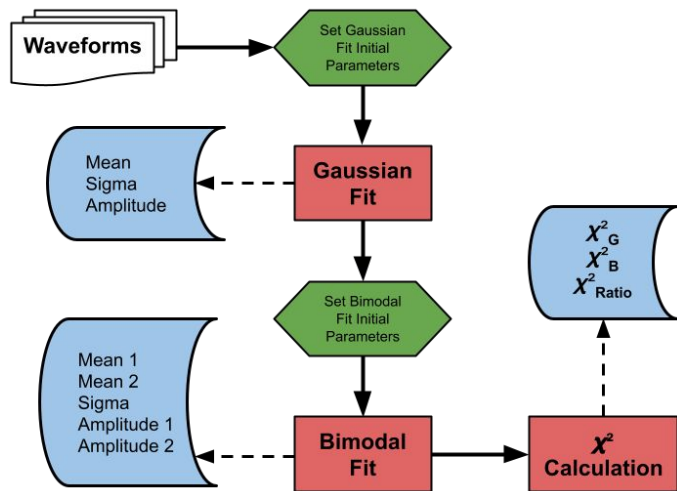 Waveforms
Set Gaussian
Fit Initial
Parameters
Mean
Sigma
Amplitude
Gaussian
Fit
χ²G
χ²B
χ²Ratio
Set Bimodal
Fit Initial
Parameters
Mean 1
Mean 2
Sigma
Amplitude 1
Amplitude 2
Bimodal
Fit
χ²
Calculation